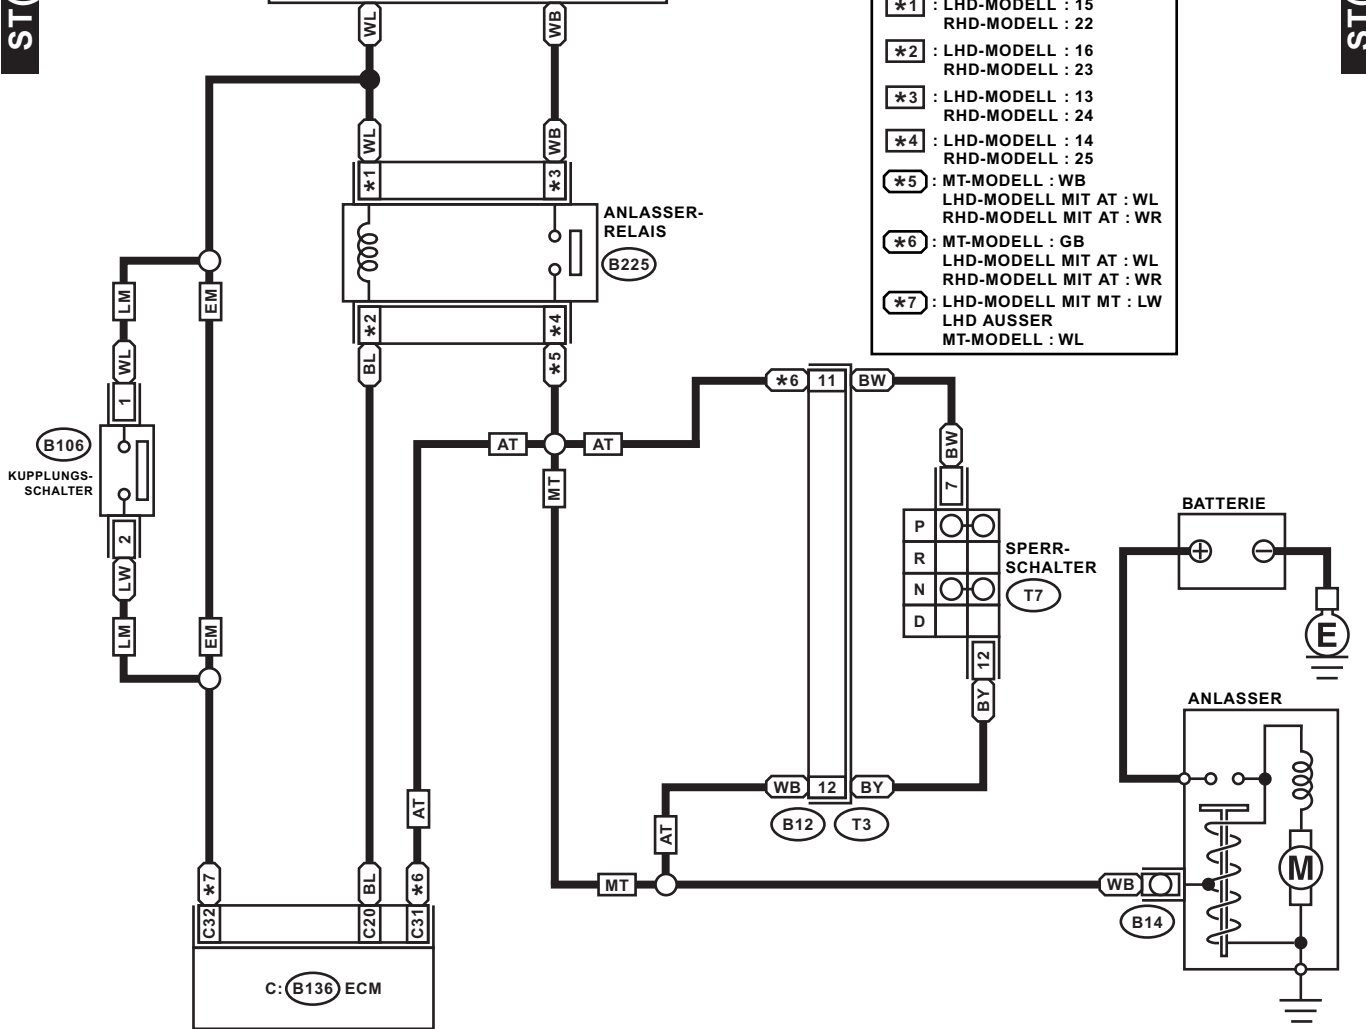 ST(
ST(
WL
WB
*1 : LHD-MODELL : 15
RHD-MODELL : 22
*2 : LHD-MODELL : 16
RHD-MODELL : 23
*3 : LHD-MODELL : 13
RHD-MODELL : 24
*4 : LHD-MODELL : 14
RHD-MODELL : 25
*5 : MT-MODELL : WB
LHD-MODELL MIT AT : WL
RHD-MODELL MIT AT : WR
*6 : MT-MODELL : GB
LHD-MODELL MIT AT : WL
RHD-MODELL MIT AT : WR
*7 : LHD-MODELL MIT MT : LW
LHD AUSSER
MT-MODELL : WL
WL
WB
*1
*3
ANLASSER-
RELAIS
B225
*2
*4
BL
*5
LM
EM
WL
1
B106
KUPPLUNGS-
SCHALTER
2
LW
LM
EM
AT
AT
MT
*6
11
BW
BW
7
P
R
N
D
SPERR-
SCHALTER
T7
12
BY
BATTERIE
+
−
E
ANLASSER
M
AT
WB
12
BY
B12
T3
AT
MT
WB
B14
*7
BL
*6
C32
C20
C31
C: B136 ECM